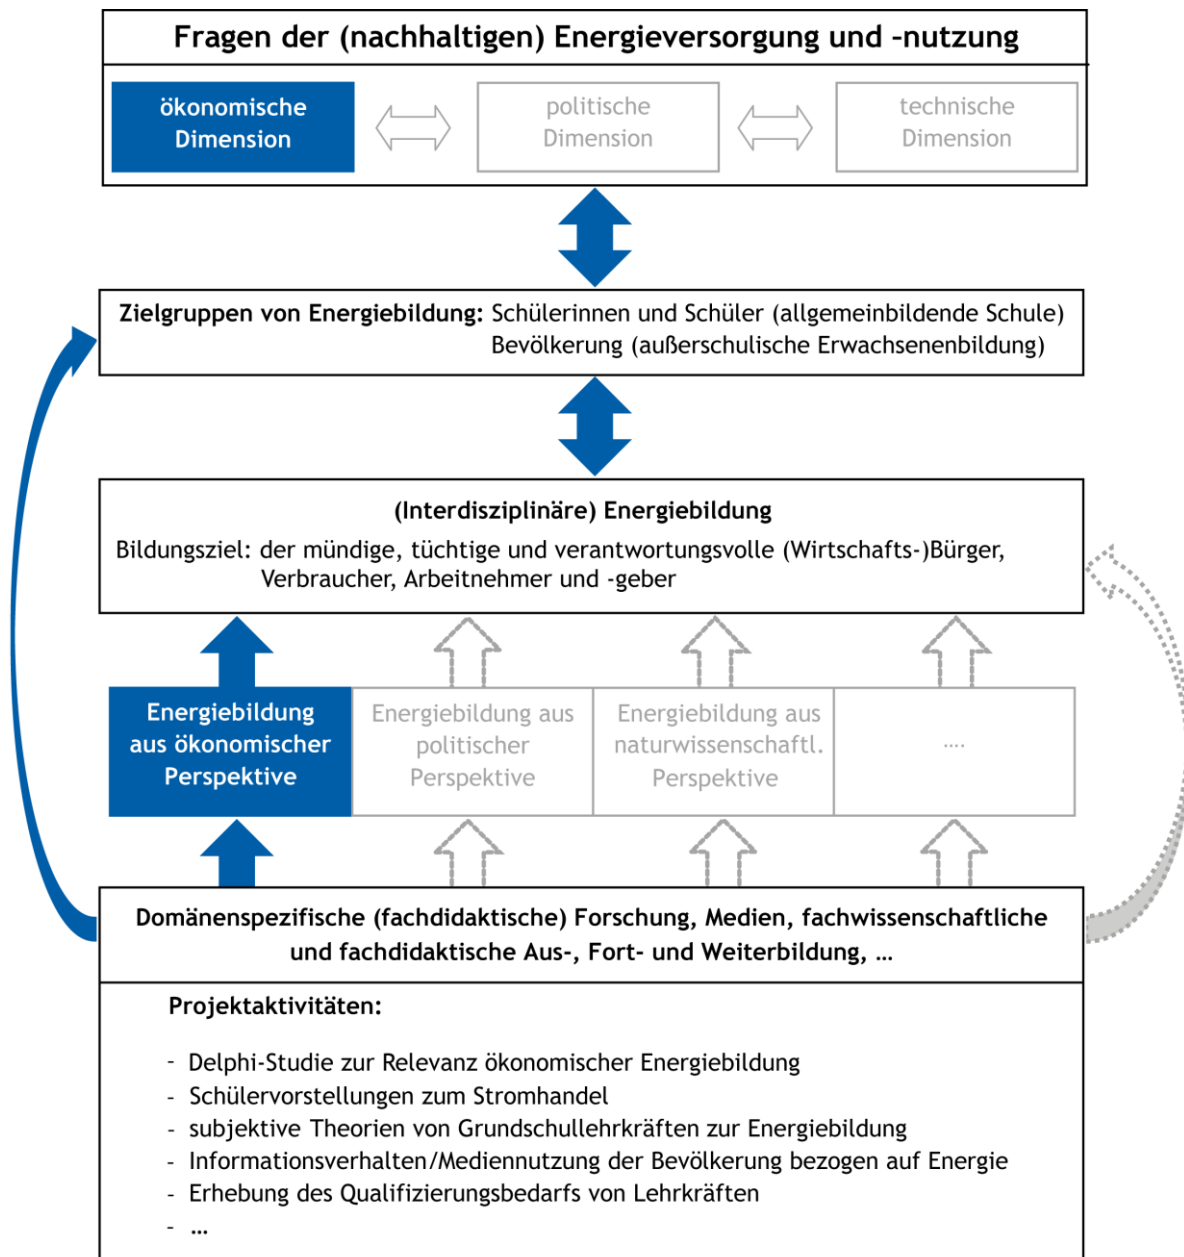 Fragen der (nachhaltigen) Energieversorgung und -nutzung
ökonomische
Dimension
politische
Dimension
technische
Dimension
Zielgruppen von Energiebildung: Schülerinnen und Schüler (allgemeinbildende Schule)
Bevölkerung (außerschulische Erwachsenenbildung)
(Interdisziplinäre) Energiebildung
Bildungsziel: der mündige, tüchtige und verantwortungsvolle (Wirtschafts-)Bürger,
Verbraucher, Arbeitnehmer und -geber
Energiebildung
aus ökonomischer
Perspektive
Energiebildung aus
politischer
Perspektive
Energiebildung aus
naturwissenschaftl.
Perspektive
....
Domänenspezifische (fachdidaktische) Forschung, Medien, fachwissenschaftliche
und fachdidaktische Aus-, Fort- und Weiterbildung, ...
Projektaktivitäten:
- Delphi-Studie zur Relevanz ökonomischer Energiebildung
- Schülervorstellungen zum Stromhandel
- subjektive Theorien von Grundschullehrkräften zur Energiebildung
- Informationsverhalten/Mediennutzung der Bevölkerung bezogen auf Energie
- Erhebung des Qualifizierungsbedarfs von Lehrkräften
- ...